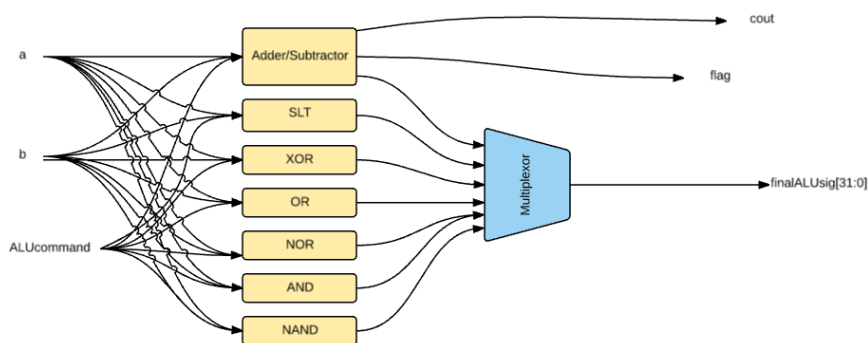 cout
a
Adder/Subtractor
flag
SLT
b
XOR
Multiplexor
finalALUsig[31:0]
OR
ALUcommand
NOR
AND
NAND